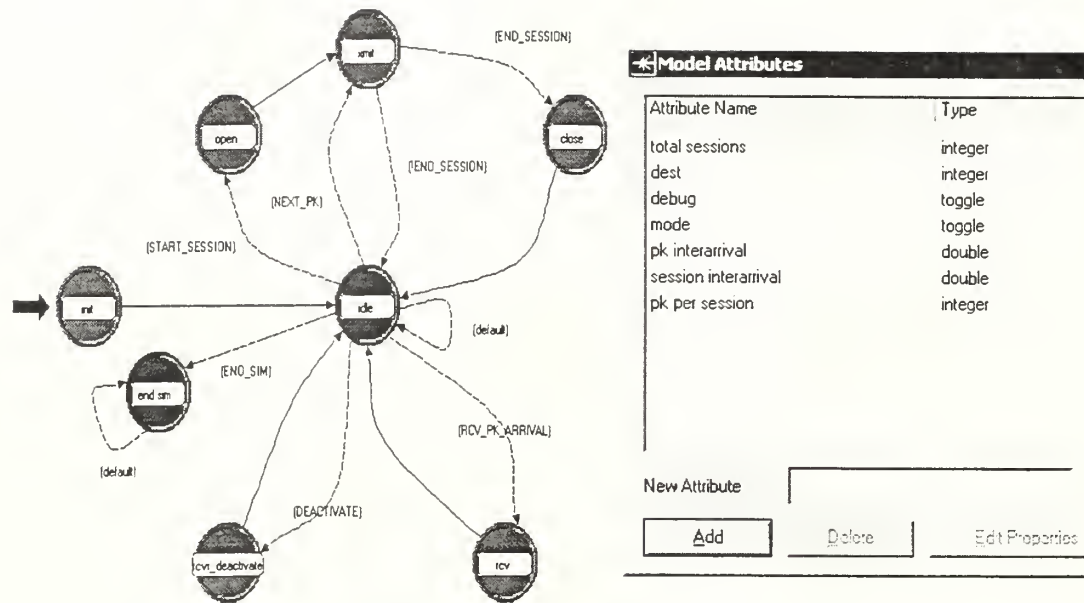 xmit
(END_SESSION)
open
close
(!END_SESSION)
(NEXT_PK)
(START_SESSION)
init
idle
(default)
(END_SIM)
end sim
(default)
(RCV_PK_ARRIVAL)
(DEACTIVATE)
rcvr_deactivate
rcv
Model Attributes
Attribute Name Type
total sessions integer
dest integer
debug toggle
mode toggle
pk interarrival double
session interarrival double
pk per session integer
New Attribute
Add Delete Edit Properties